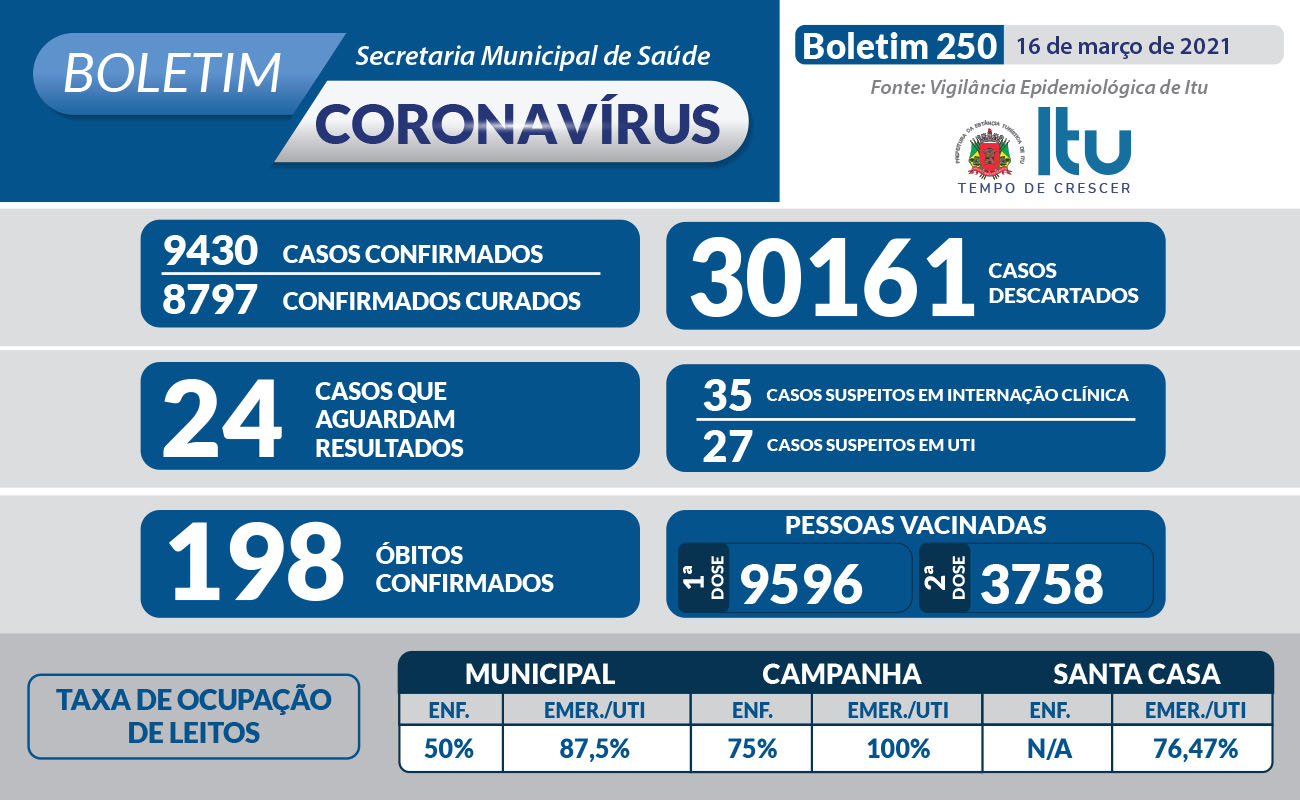 BOLETIM
Secretaria Municipal de Saúde
CORONAVÍRUS
Boletim 250 16 de março de 2021
Fonte: Vigilância Epidemiológica de Itu
PREFEITURA DA ESTÂNCIA TURÍSTICA DE ITU
Itu
TEMPO DE CRESCER
9430 CASOS CONFIRMADOS
8797 CONFIRMADOS CURADOS
30161 CASOS
DESCARTADOS
24 CASOS QUE
AGUARDAM
RESULTADOS
35 CASOS SUSPEITOS EM INTERNAÇÃO CLÍNICA
27 CASOS SUSPEITOS EM UTI
198 ÓBITOS
CONFIRMADOS
PESSOAS VACINADAS
1ª DOSE 9596 2ª DOSE 3758
TAXA DE OCUPAÇÃO
DE LEITOS
MUNICIPAL CAMPANHA SANTA CASA
ENF. EMER./UTI ENF. EMER./UTI ENF. EMER./UTI
50% 87,5% 75% 100% N/A 76,47%